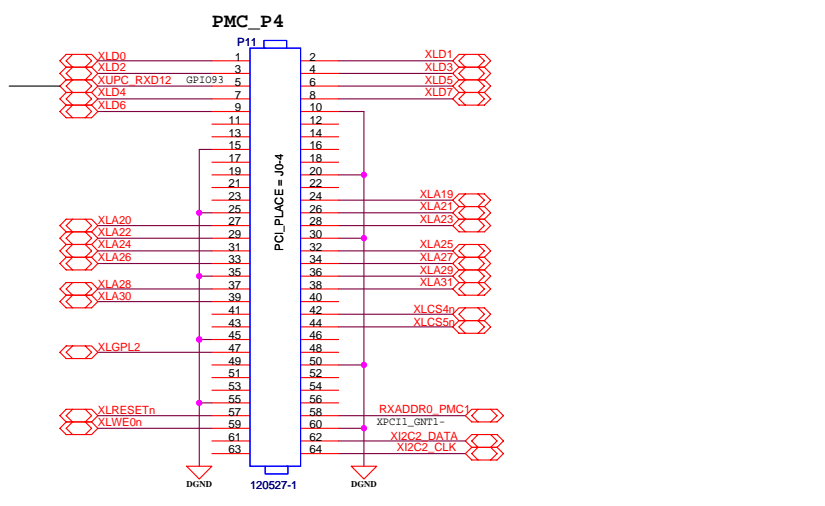 PMC_P4
P11
XLD0 1 2 XLD1
XLD2 3 4 XLD3
XUPC_RXD12 GPIO93 5 6 XLD5
XLD4 7 8 XLD7
XLD6 9 10
11 12
13 14
15 16
17 18
19 20
21 22
23 24 XLA19
25 26 XLA21
XLA20 27 28 XLA23
XLA22 29 30
XLA24 31 32 XLA25
XLA26 33 34 XLA27
35 36 XLA29
XLA28 37 38 XLA31
XLA30 39 40
41 42 XLCS4n
43 44 XLCS5n
45 46
XLGPL2 47 48
49 50
51 52
53 54
55 56
XLRESETn 57 58 RXADDR0_PMC1
XLWE0n 59 60 XPCI1_GNT1-
61 62 XI2C2_DATA
63 64 XI2C2_CLK
PCI_PLACE = J0-4
DGND 120527-1 DGND